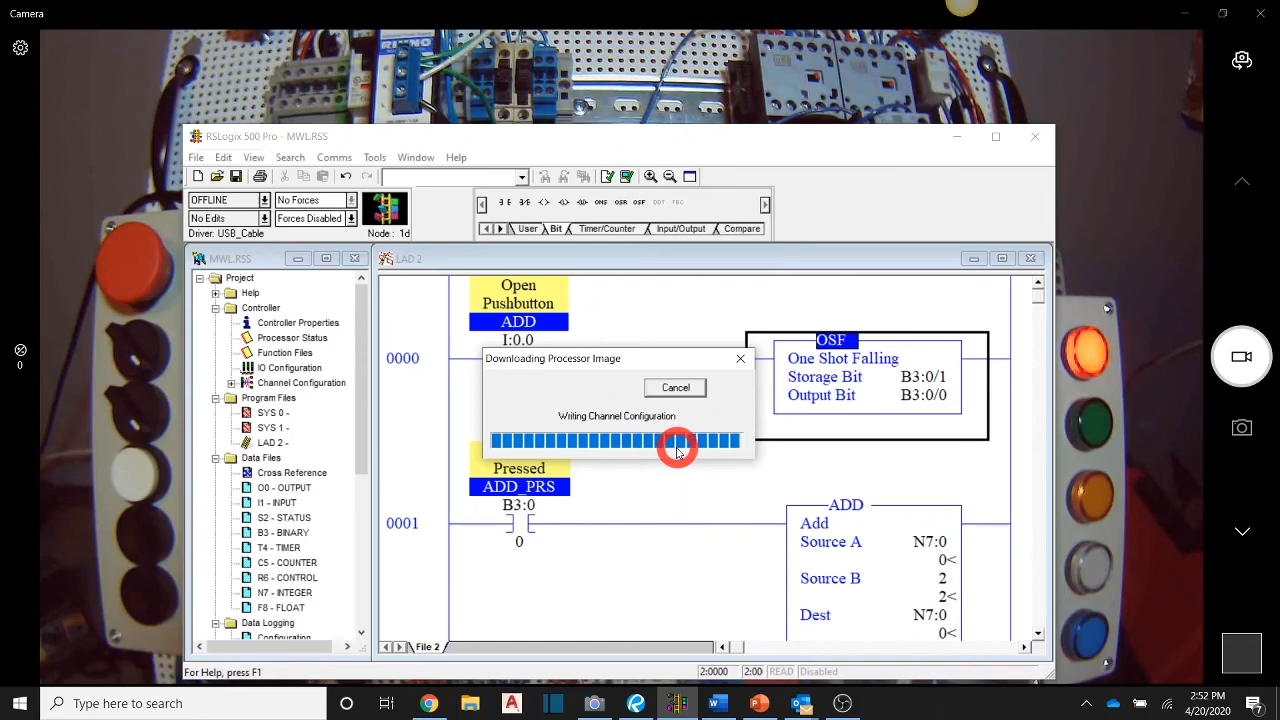 Camera
RSLogix 500 Pro - MWL.RSS
File Edit View Search Comms Tools Window Help
OFFLINE No Forces
No Edits Forces Disabled
Driver: USB_Cable Node : 1d
ONS OSR OSF
User Bit Timer/Counter Input/Output Compare
MWL.RSS
LAD 2
Project
Help
Controller
Controller Properties
Processor Status
Function Files
IO Configuration
Channel Configuration
Program Files
SYS 0 -
SYS 1 -
LAD 2 -
Data Files
Cross Reference
O0 - OUTPUT
I1 - INPUT
S2 - STATUS
B3 - BINARY
T4 - TIMER
C5 - COUNTER
R6 - CONTROL
N7 - INTEGER
F8 - FLOAT
Data Logging
Configuration
Open
Pushbutton
ADD
I:0.0
0000
OSF
One Shot Falling
Storage Bit B3:0/1
Output Bit B3:0/0
Downloading Processor Image
Cancel
Writing Channel Configuration
Pressed
ADD_PRS
B3:0
0001
0
ADD
Add
Source A N7:0
0<
Source B 2
2<
Dest N7:0
0<
File 2
For Help, press F1
2:0000 2:00 READ Disabled
0
Type here to search
2:52 PM
4/20/2020
7